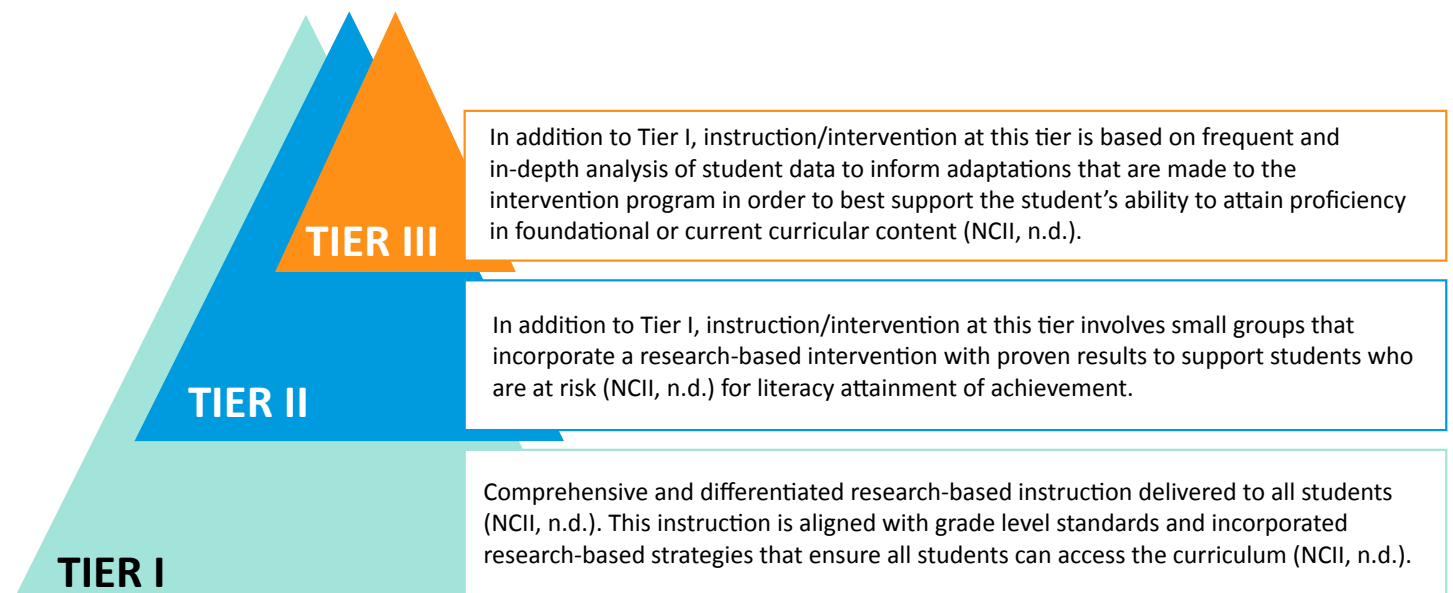 In addition to Tier I, instruction/intervention at this tier is based on frequent and
in-depth analysis of student data to inform adaptations that are made to the
intervention program in order to best support the student’s ability to attain proficiency
in foundational or current curricular content (NCII, n.d.).
TIER III
In addition to Tier I, instruction/intervention at this tier involves small groups that
incorporate a research-based intervention with proven results to support students who
are at risk (NCII, n.d.) for literacy attainment of achievement.
TIER II
Comprehensive and differentiated research-based instruction delivered to all students
(NCII, n.d.). This instruction is aligned with grade level standards and incorporated
research-based strategies that ensure all students can access the curriculum (NCII, n.d.).
TIER I